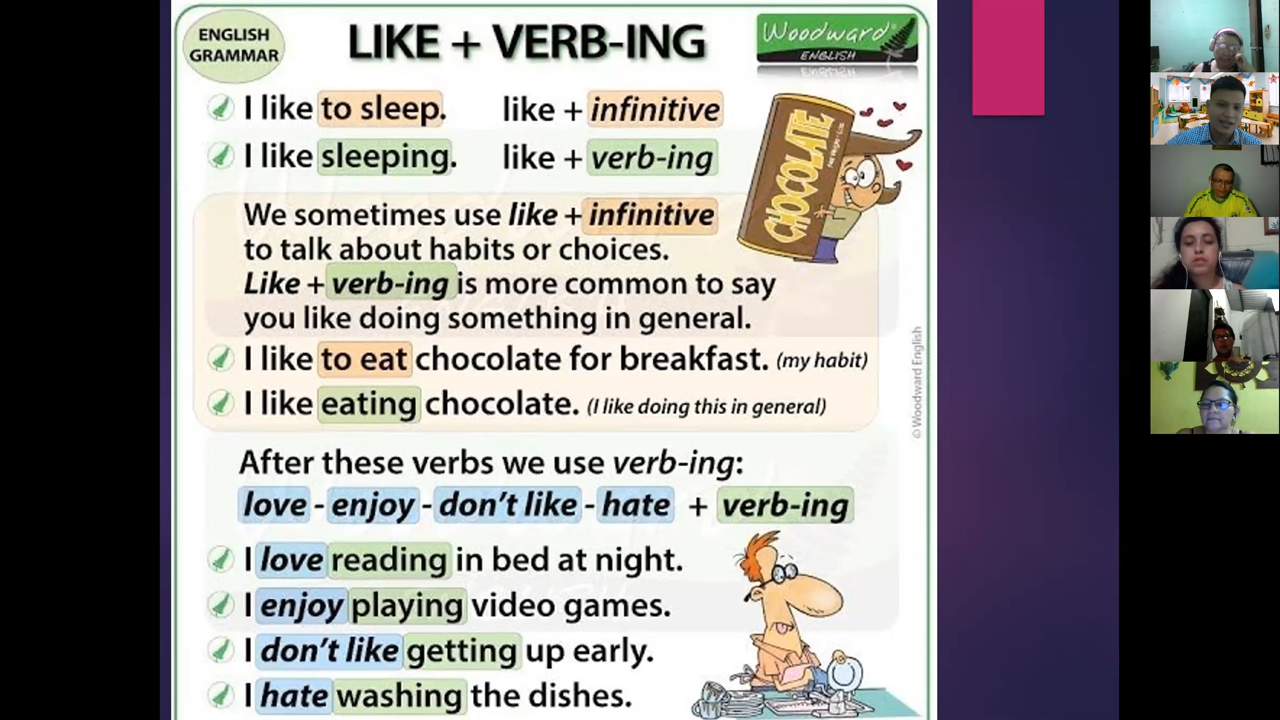 ENGLISH
GRAMMAR
LIKE + VERB-ING
Woodward
ENGLISH
I like to sleep. like + infinitive
I like sleeping. like + verb-ing
CHOCOLATE
We sometimes use like + infinitive
to talk about habits or choices.
Like + verb-ing is more common to say
you like doing something in general.
I like to eat chocolate for breakfast. (my habit)
I like eating chocolate. (I like doing this in general)
© Woodward English
After these verbs we use verb-ing:
love - enjoy - don't like - hate + verb-ing
I love reading in bed at night.
I enjoy playing video games.
I don't like getting up early.
I hate washing the dishes.